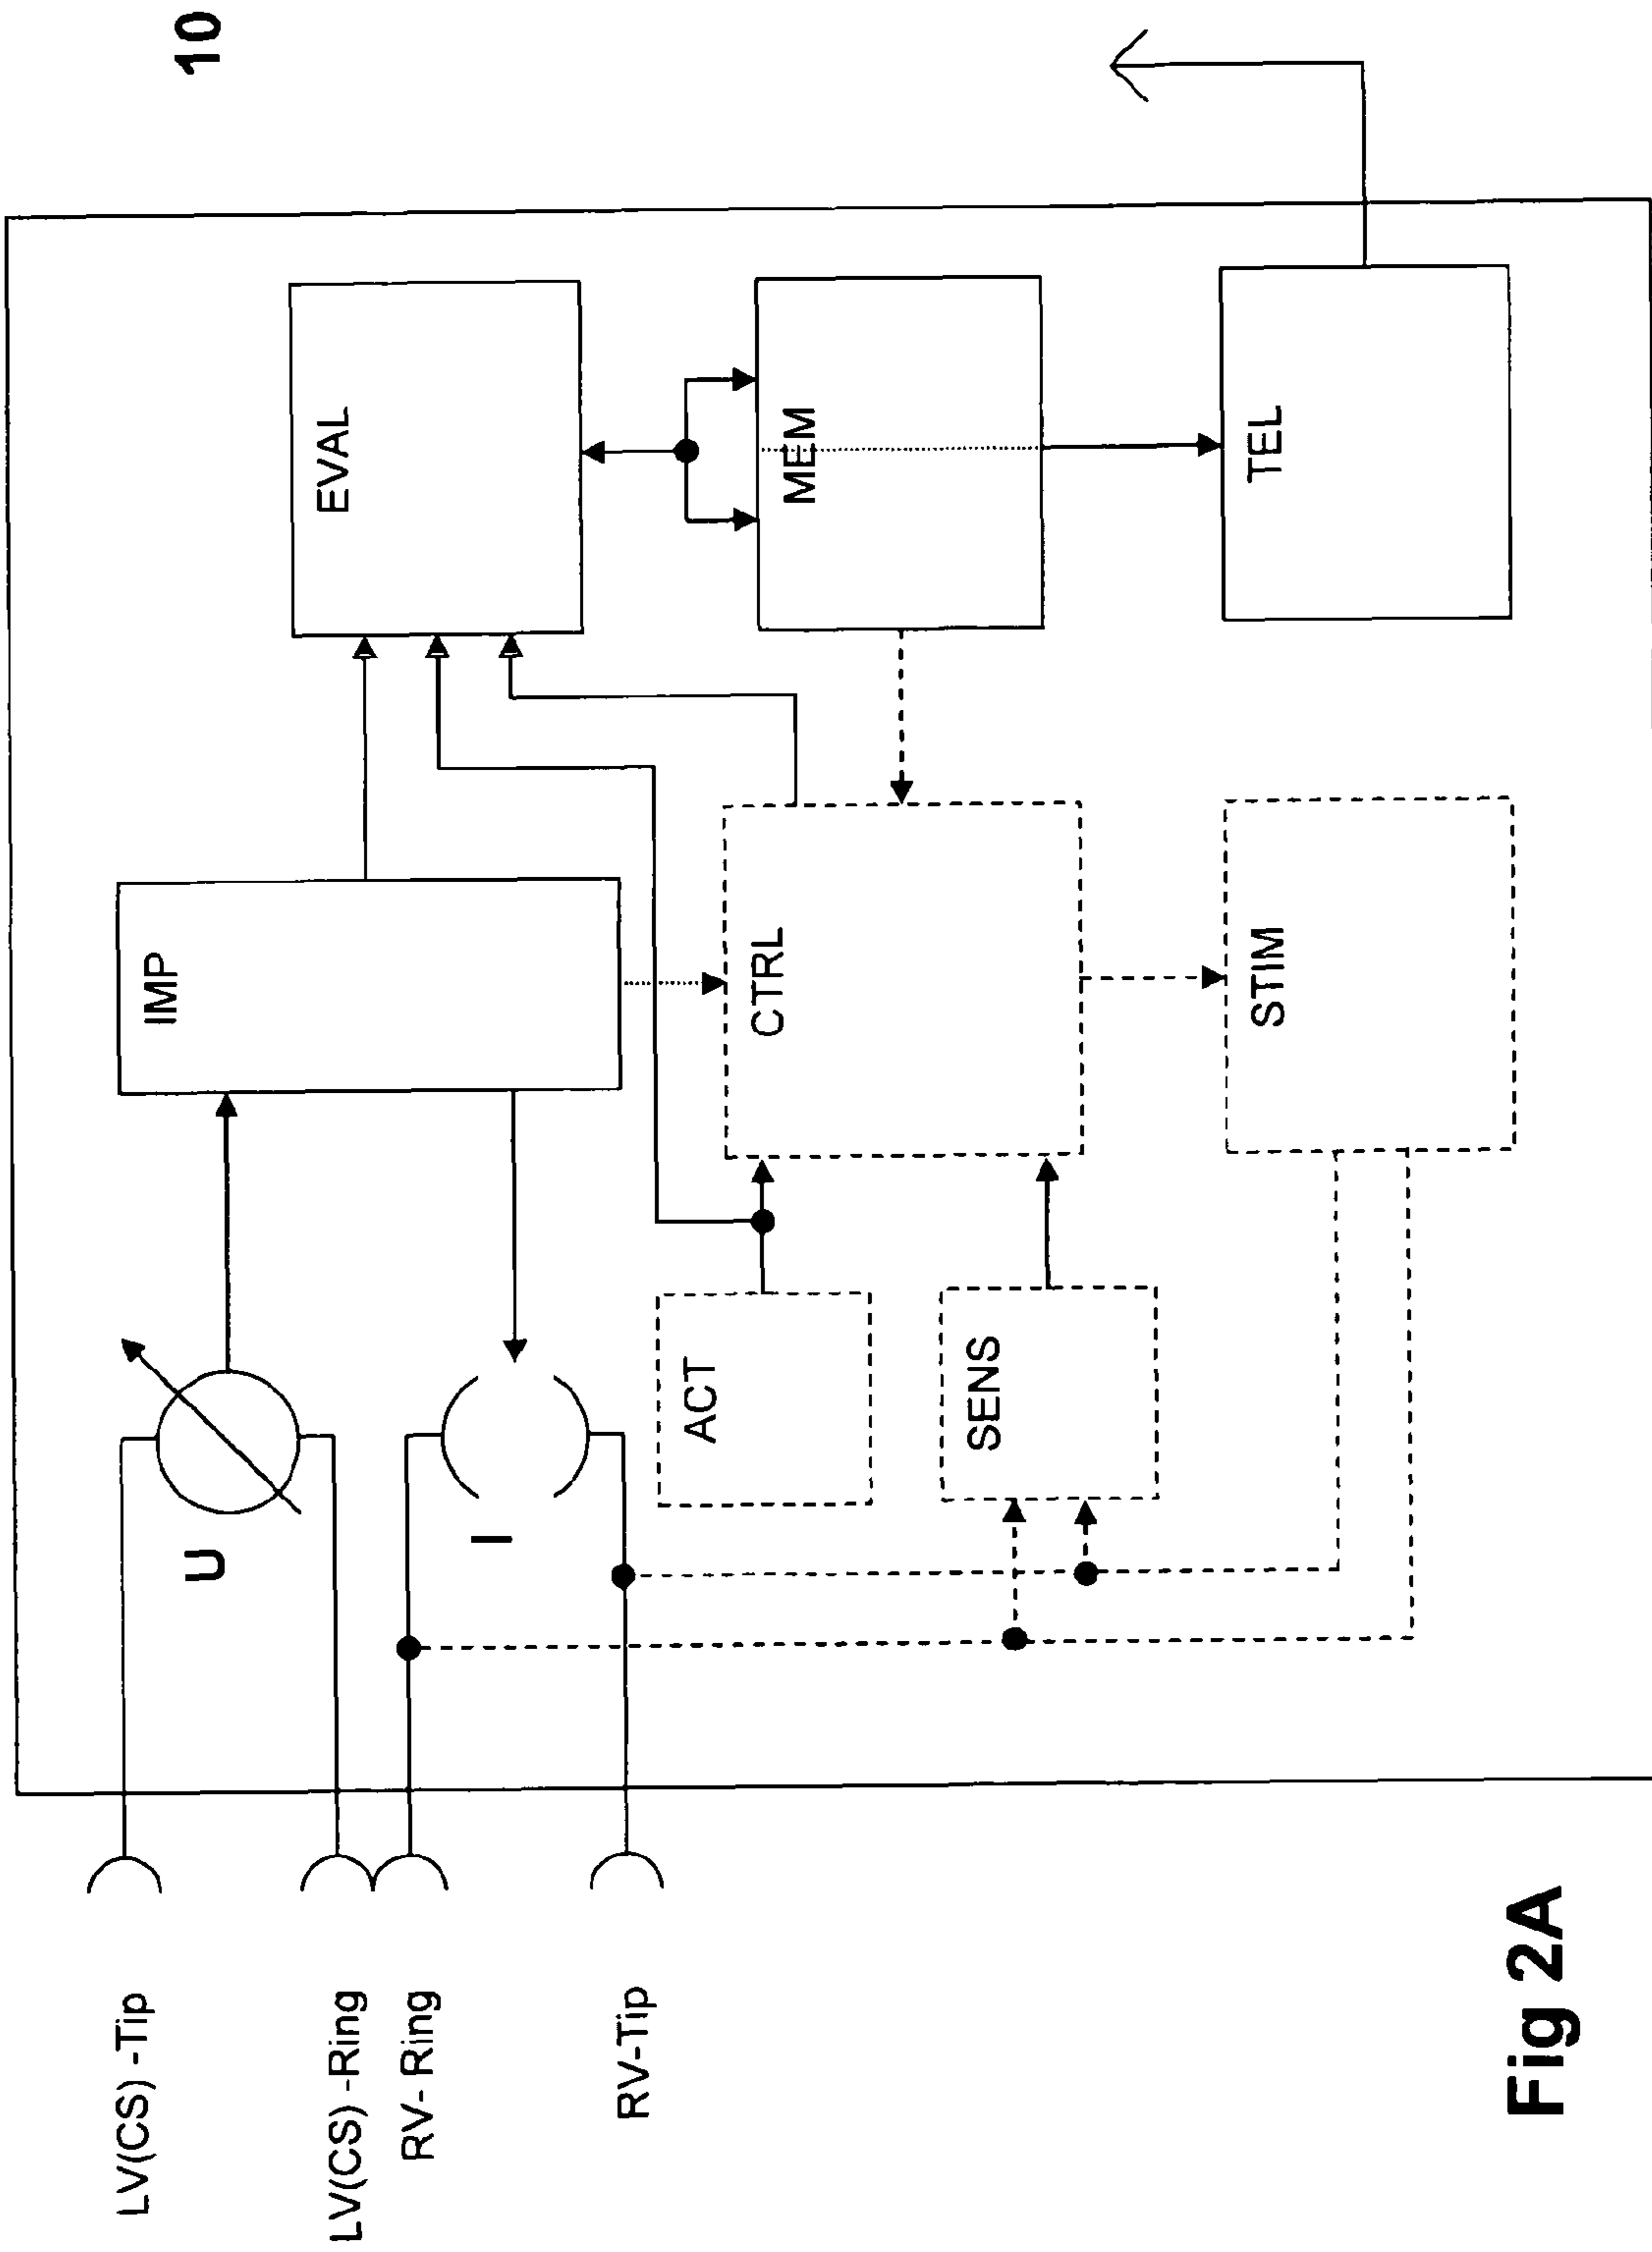 10
LV(CS) -Tip
U
IMP
EVAL
LV(CS) -Ring
RV- Ring
I
RV-Tip
ACT
CTRL
MEM
SENS
STIM
TEL
Fig 2A